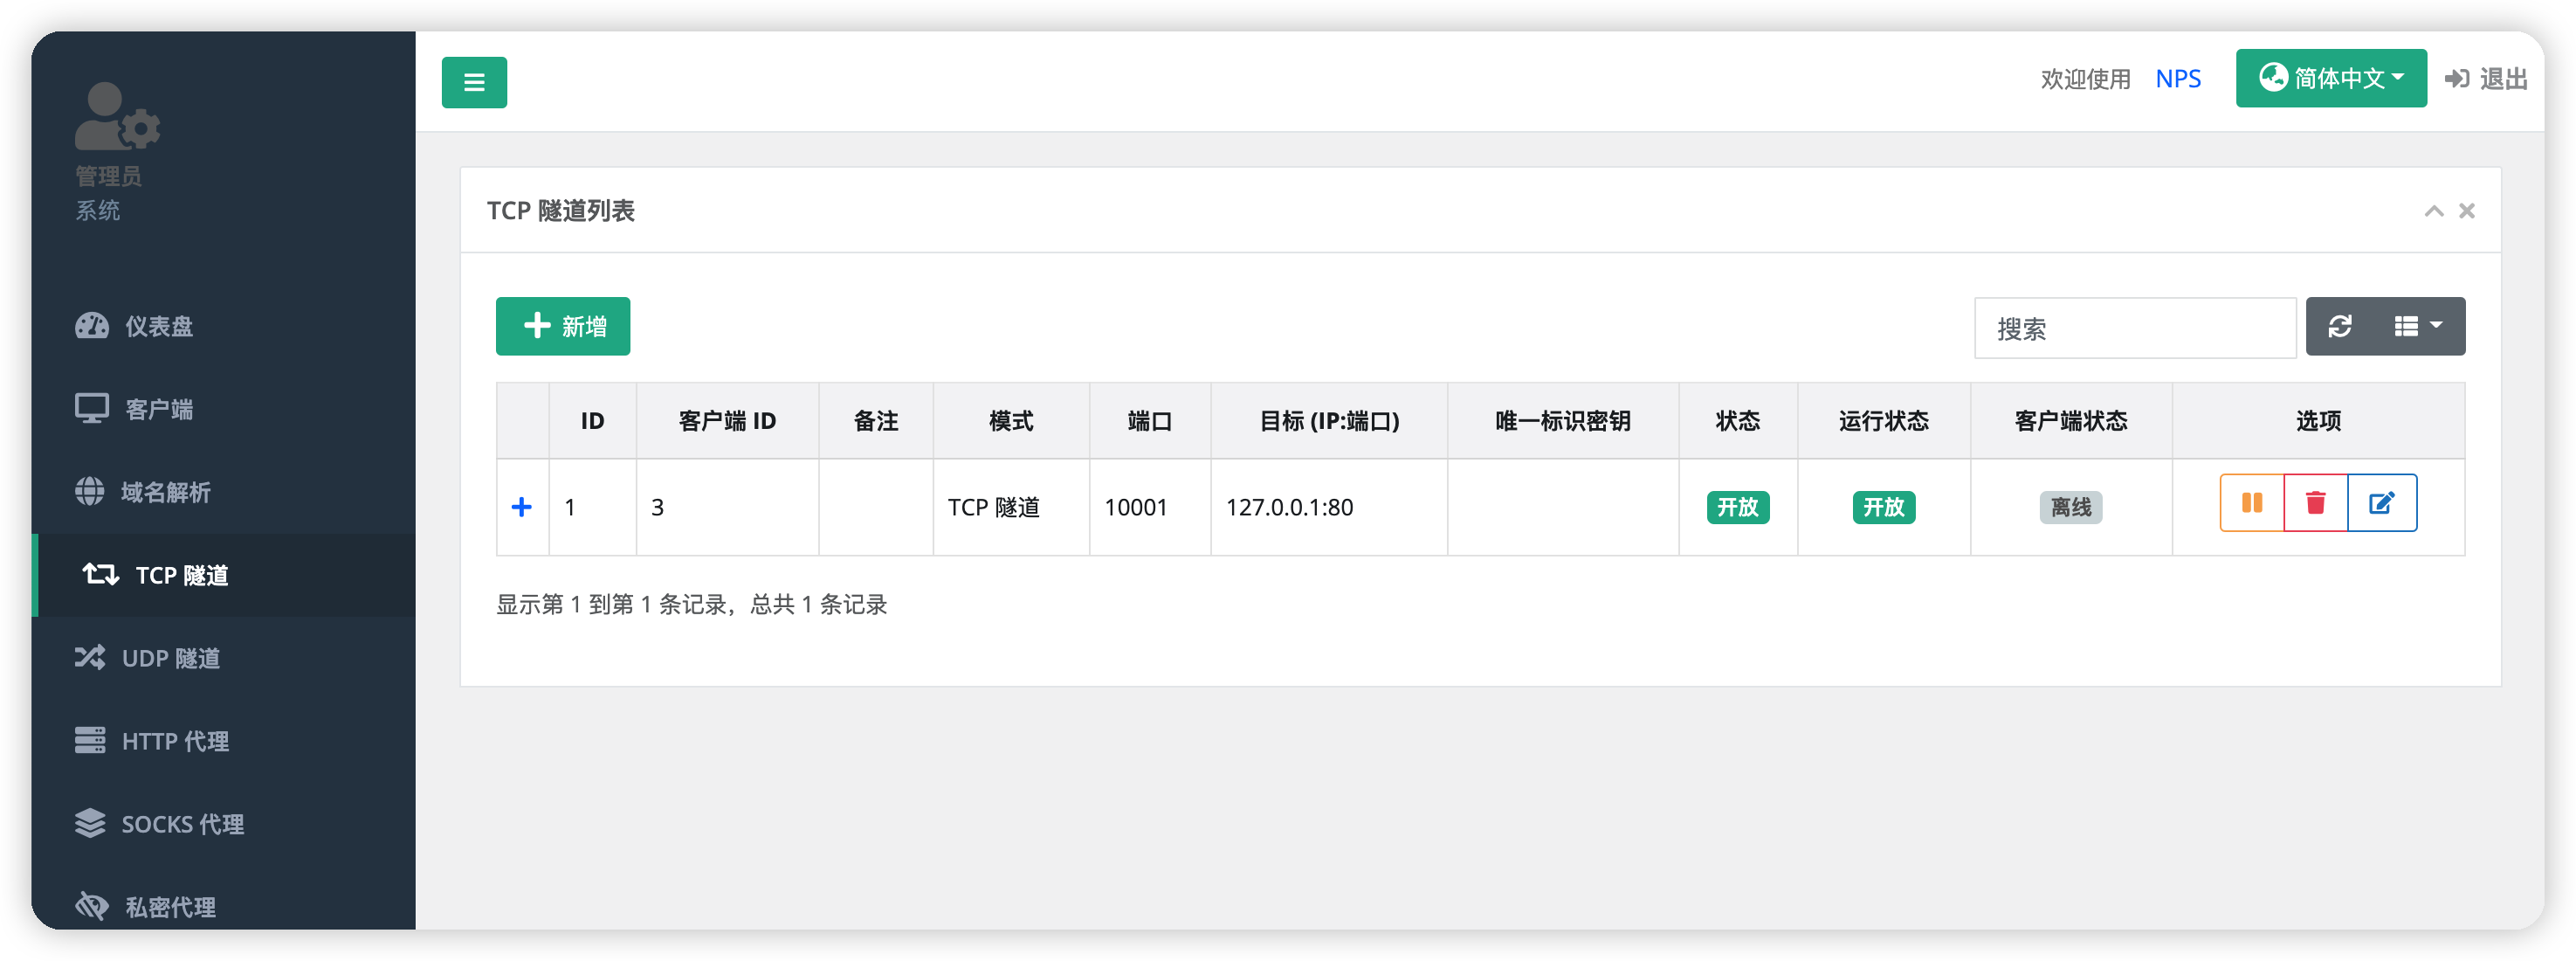 管理员
系统
仪表盘
客户端
域名解析
TCP 隧道
UDP 隧道
HTTP 代理
SOCKS 代理
私密代理
欢迎使用 NPS 简体中文 退出
TCP 隧道列表
新增
搜索
ID 客户端 ID 备注 模式 端口 目标 (IP:端口) 唯一标识密钥 状态 运行状态 客户端状态 选项
1 3 TCP 隧道 10001 127.0.0.1:80 开放 开放 离线
显示第 1 到第 1 条记录，总共 1 条记录